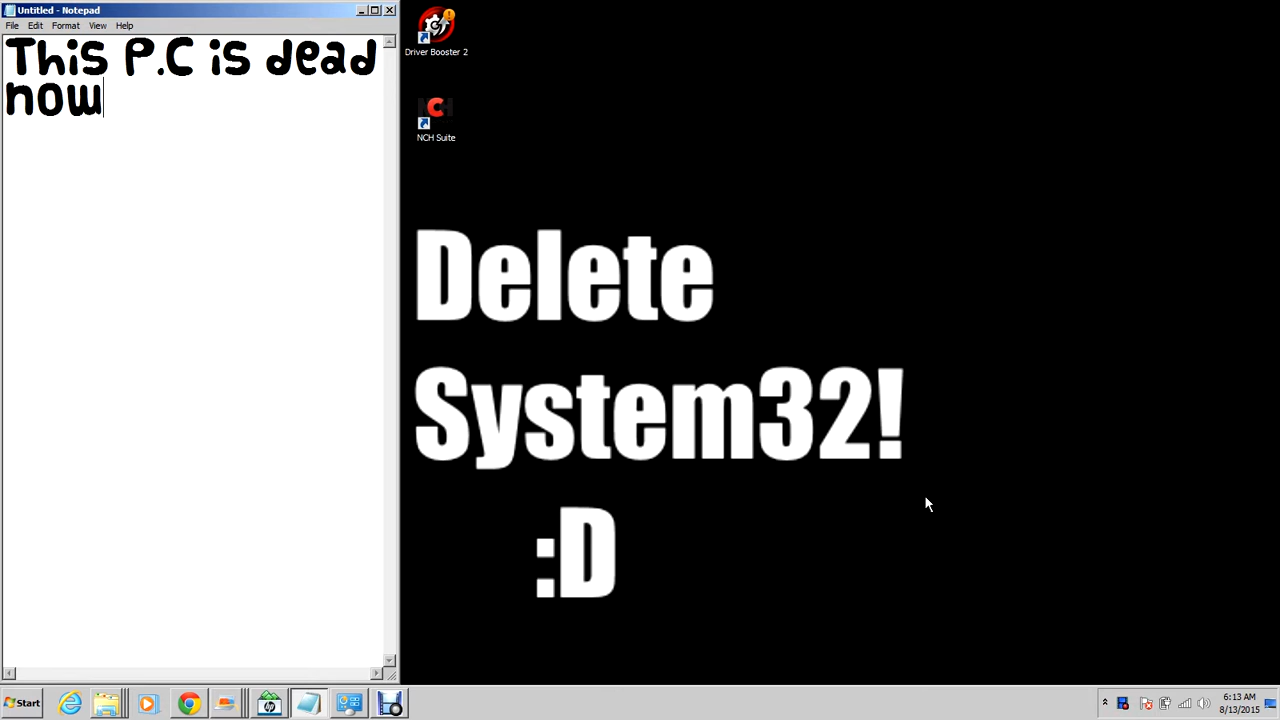 Untitled - Notepad
File Edit Format View Help
This P.C is dead
now
Driver Booster 2
NCH Suite
Delete
System32!
:D
Start
6:13 AM
8/13/2015